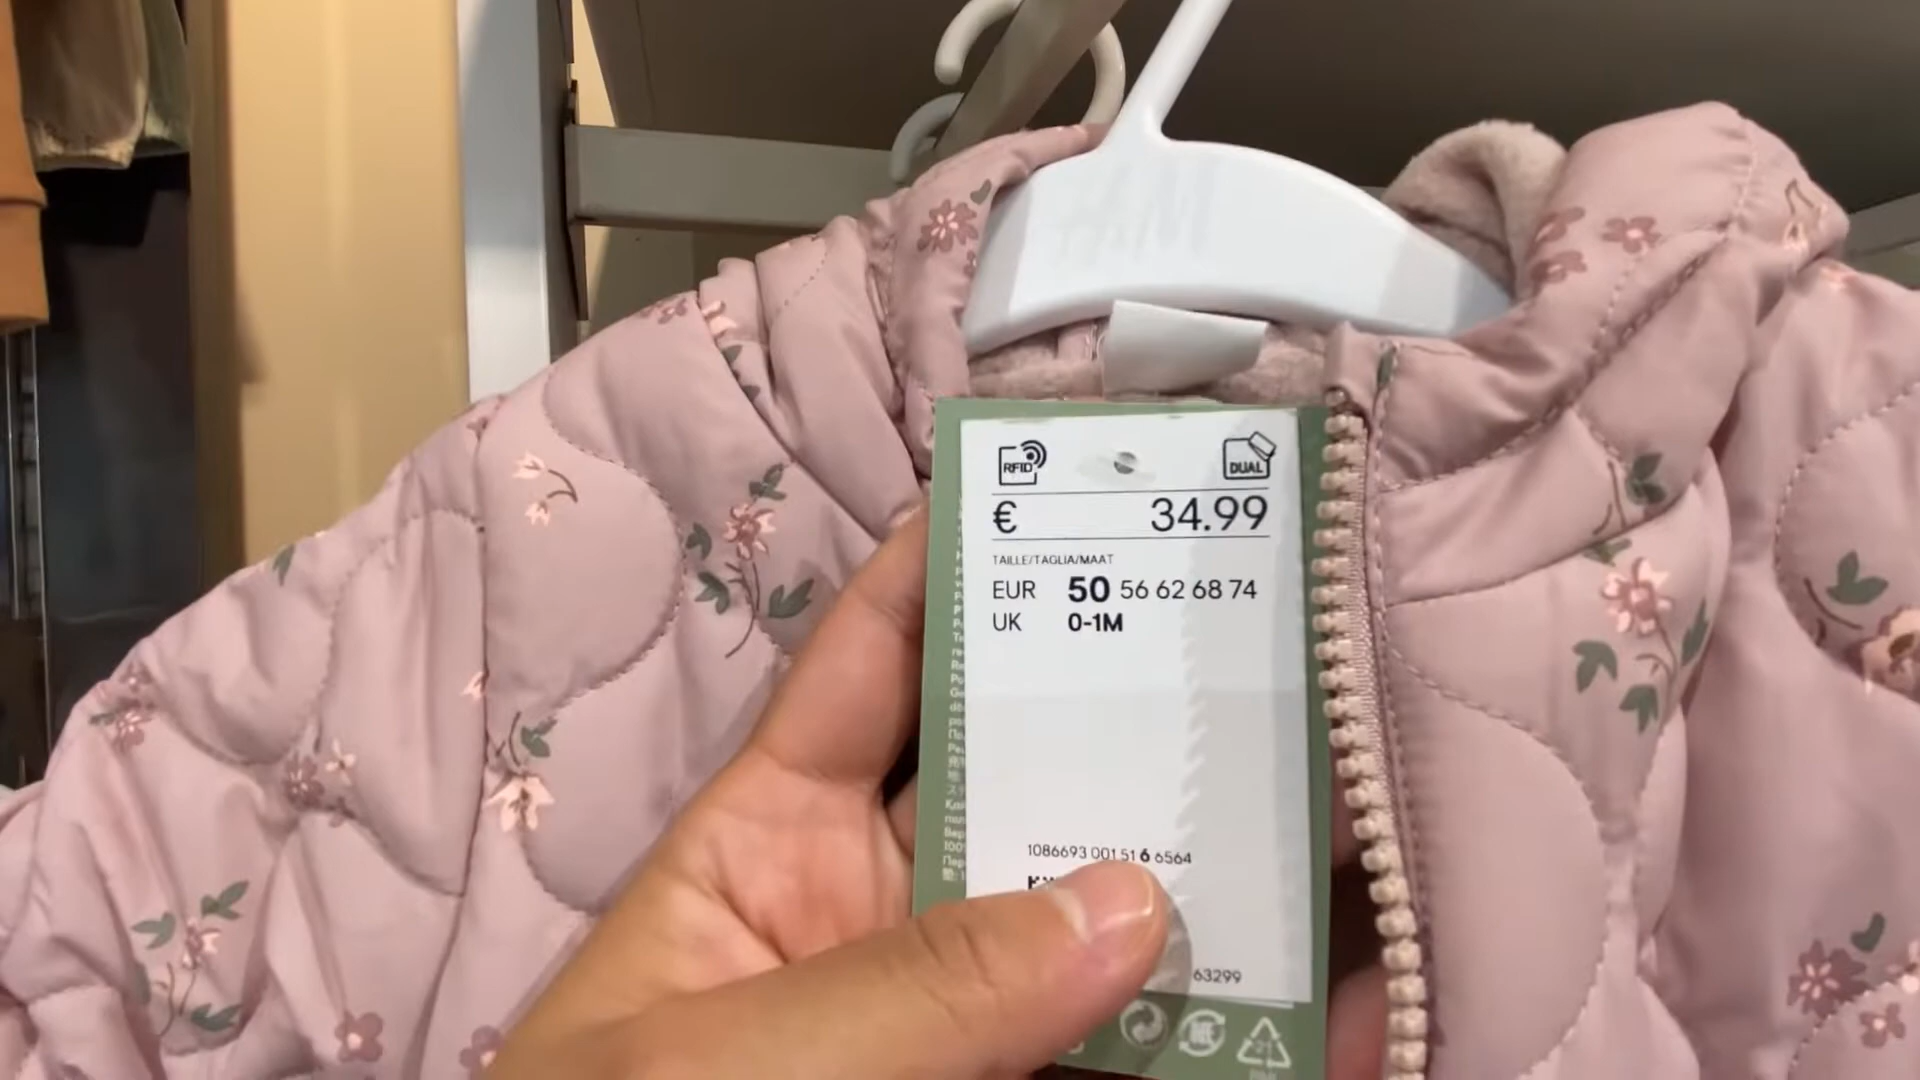 H&M
RFID
DUAL
€ 34.99
TAILLE/TAGLIA/MAAT
EUR 50 56 62 68 74
UK 0-1M
1086693 001 51 6 6564
63299
21